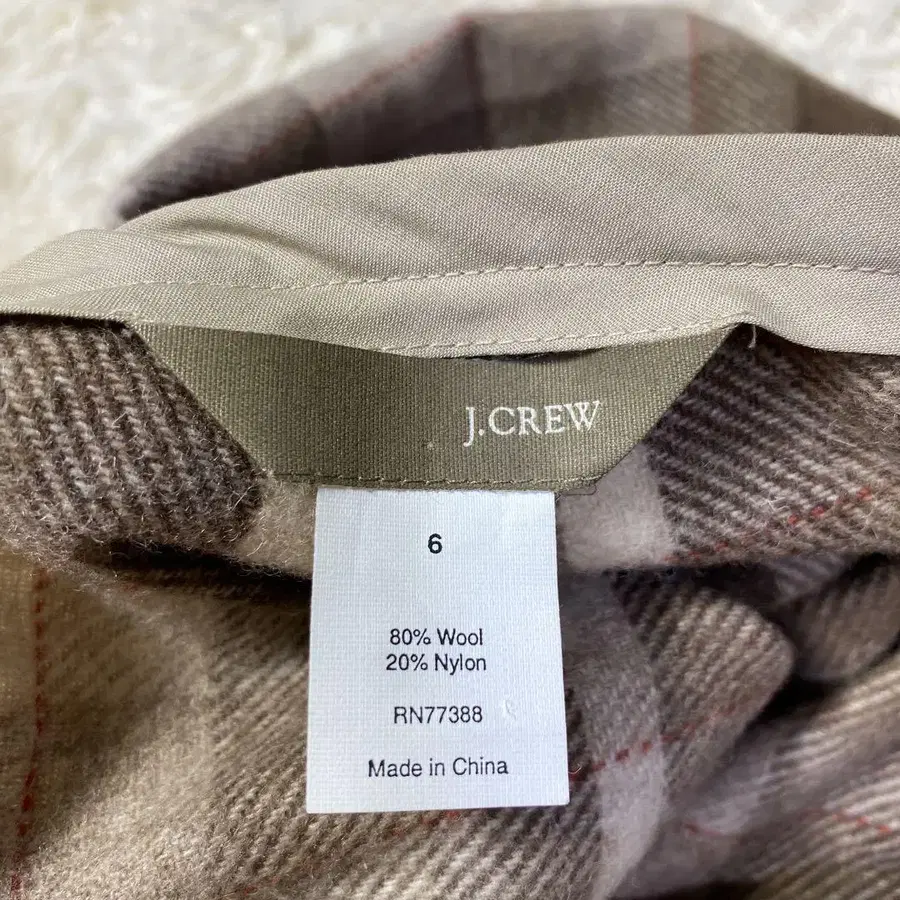 J.CREW
6
80% Wool
20% Nylon
RN77388
Made in China